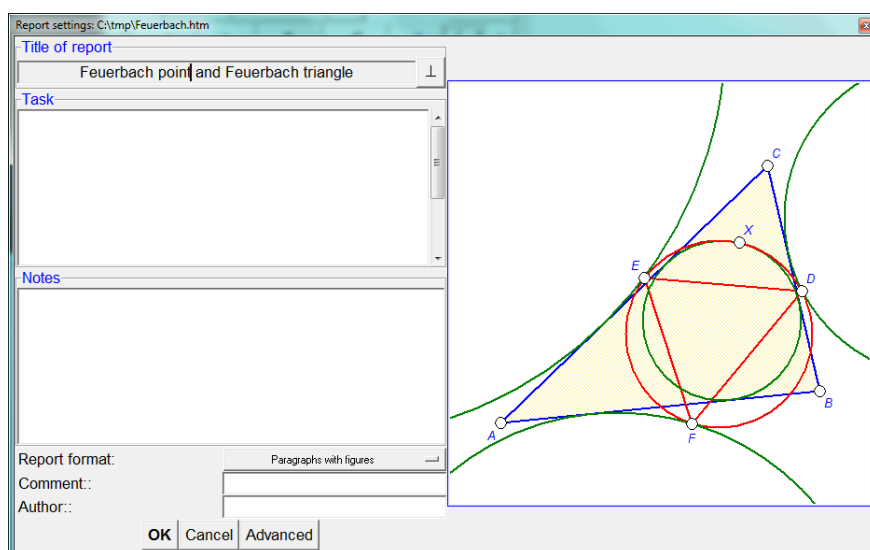 Report settings: C:\tmp\Feuerbach.htm
Title of report
Feuerbach point and Feuerbach triangle
Task
Notes
Report format:
Paragraphs with figures
Comment::
Author::
OK Cancel Advanced
C
X
E
D
B
A
F